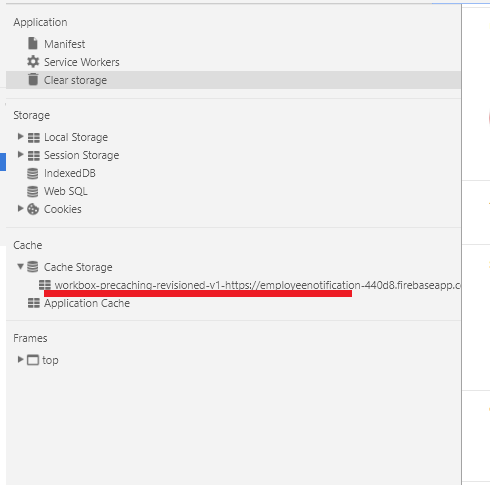 Application
Manifest
Service Workers
Clear storage
Storage
Local Storage
Session Storage
IndexedDB
Web SQL
Cookies
Cache
Cache Storage
workbox-precaching-revisioned-v1-https://employeenotification-440d8.firebaseapp.c
Application Cache
Frames
top